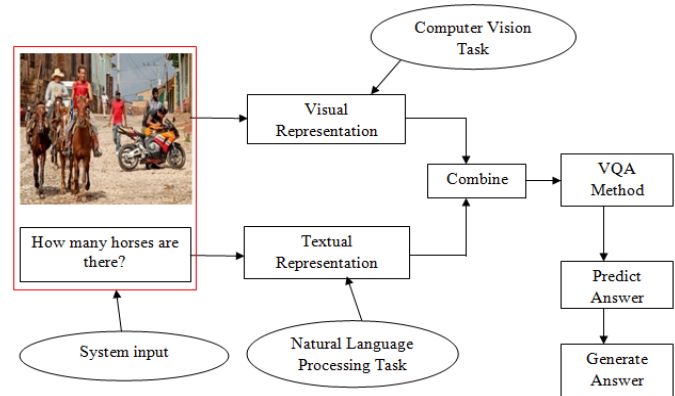 Computer Vision
Task
Visual
Representation
Combine
VQA
Method
How many horses are
there?
Textual
Representation
Predict
Answer
System input
Natural Language
Processing Task
Generate
Answer